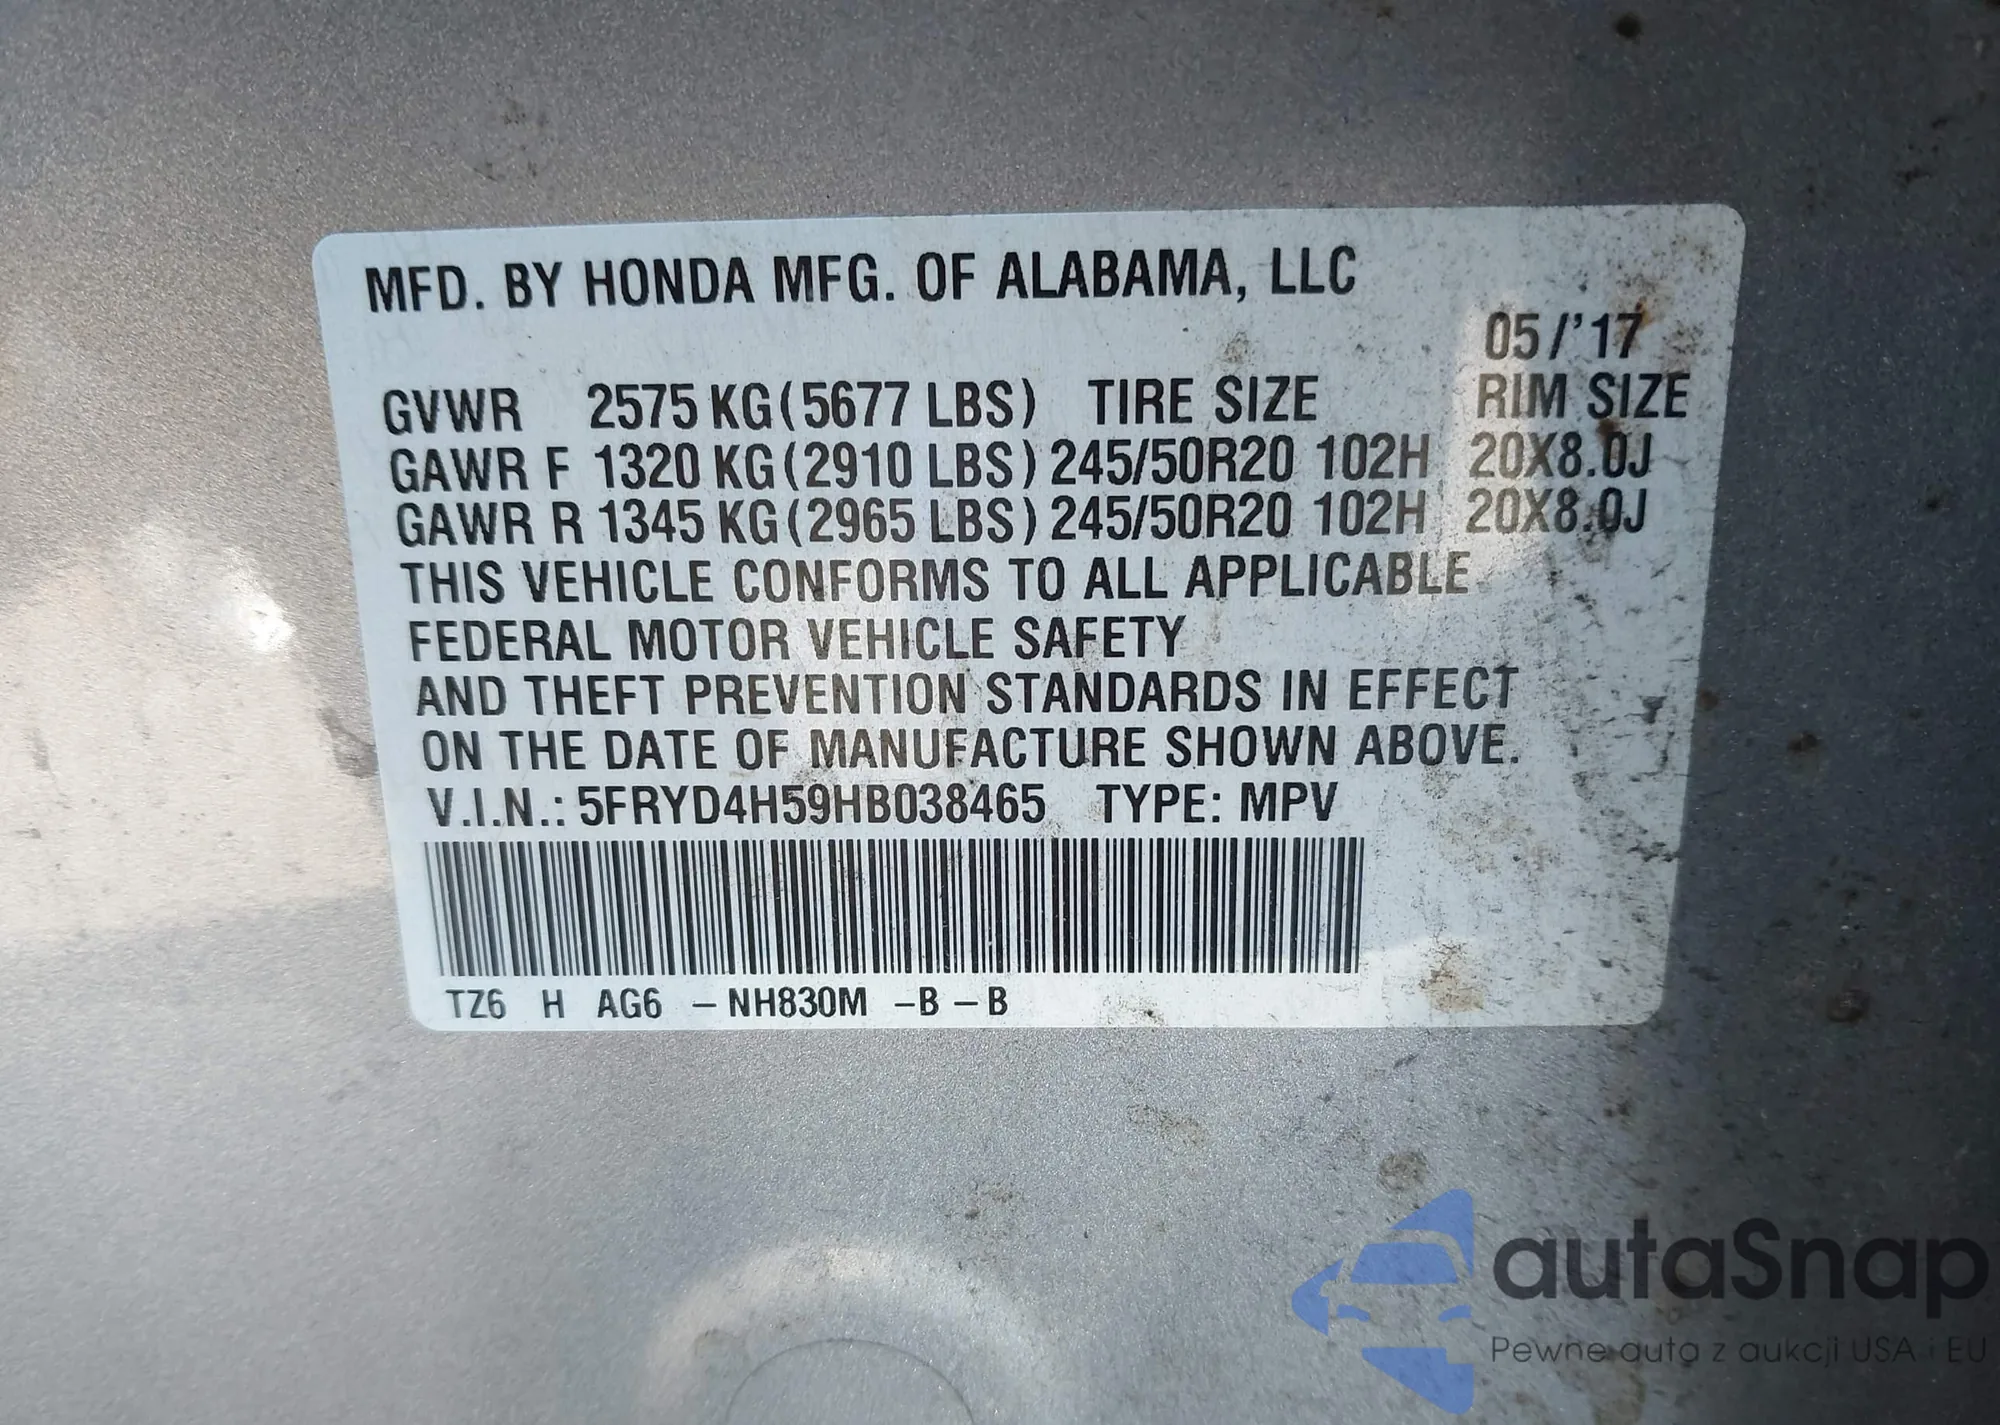 MFD. BY HONDA MFG. OF ALABAMA, LLC
05/'17
GVWR 2575 KG (5677 LBS) TIRE SIZE RIM SIZE
GAWR F 1320 KG (2910 LBS) 245/50R20 102H 20X8.0J
GAWR R 1345 KG (2965 LBS) 245/50R20 102H 20X8.0J
THIS VEHICLE CONFORMS TO ALL APPLICABLE
FEDERAL MOTOR VEHICLE SAFETY
AND THEFT PREVENTION STANDARDS IN EFFECT
ON THE DATE OF MANUFACTURE SHOWN ABOVE.
V.I.N.: 5FRYD4H59HB038465 TYPE: MPV
TZ6 H AG6 – NH830M – B – B
autaSnap
Pewne auta z aukcji USA i EU